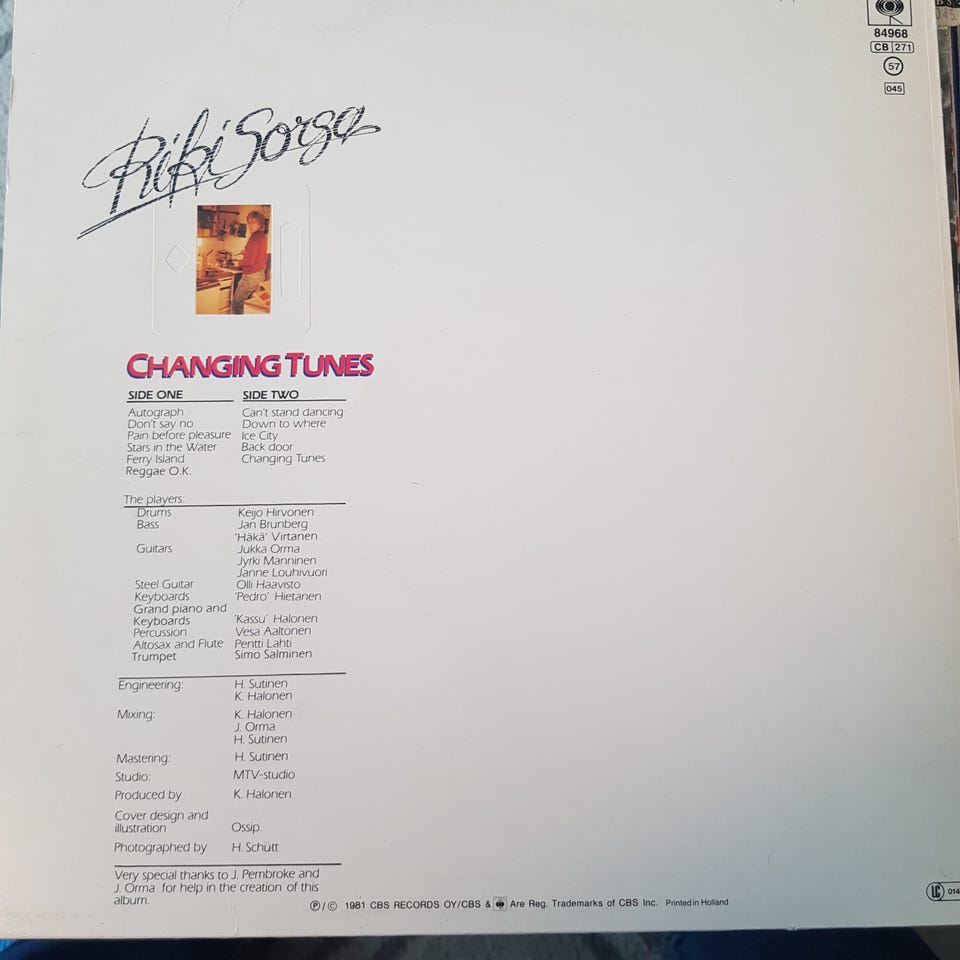 84968
CB 271
57
045
Riki Sorsa
CHANGING TUNES
SIDE ONE
Autograph
Don't say no
Pain before pleasure
Stars in the Water
Ferry Island
Reggae O.K.
SIDE TWO
Can't stand dancing
Down to where
Ice City
Back door
Changing Tunes
The players:
Drums Keijo Hirvonen
Bass Jan Brunberg
'Häkä' Virtanen
Guitars Jukka Orma
Jyrki Manninen
Janne Louhivuori
Steel Guitar Olli Haavisto
Keyboards 'Pedro' Hietanen
Grand piano and
Keyboards 'Kassu' Halonen
Percussion Vesa Aaltonen
Altosax and Flute Pentti Lahti
Trumpet Simo Salminen
Engineering: H. Sutinen
K. Halonen
Mixing: K. Halonen
J. Orma
H. Sutinen
Mastering: H. Sutinen
Studio: MTV-studio
Produced by K. Halonen
Cover design and
illustration Ossip.
Photographed by H. Schütt
Very special thanks to J. Pembroke and
J. Orma for help in the creation of this
album.
Ⓟ/© 1981 CBS RECORDS OY/CBS & Are Reg. Trademarks of CBS Inc. Printed in Holland
LC 014